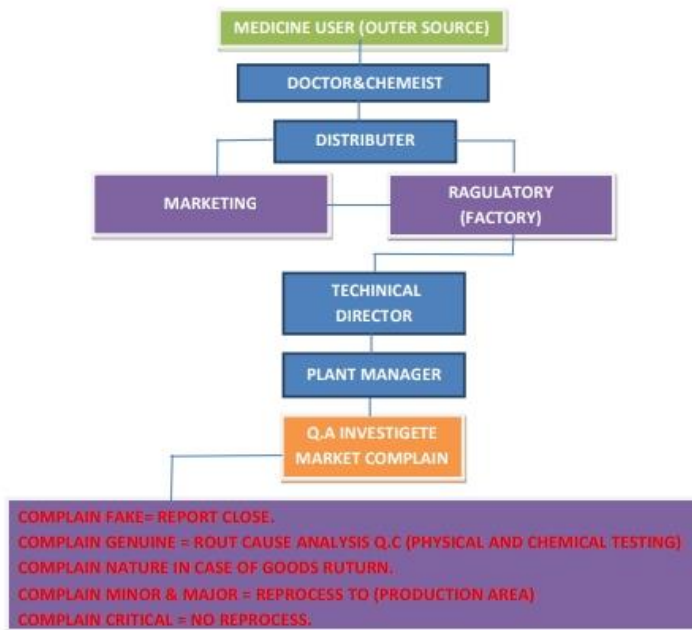 MEDICINE USER (OUTER SOURCE)
DOCTOR&CHEMEIST
DISTRIBUTER
MARKETING
RAGULATORY
(FACTORY)
TECHINICAL
DIRECTOR
PLANT MANAGER
Q.A INVESTIGETE
MARKET COMPLAIN
COMPLAIN FAKE= REPORT CLOSE.
COMPLAIN GENUINE = ROUT CAUSE ANALYSIS Q.C (PHYSICAL AND CHEMICAL TESTING)
COMPLAIN NATURE IN CASE OF GOODS RUTURN.
COMPLAIN MINOR & MAJOR = REPROCESS TO (PRODUCTION AREA)
COMPLAIN CRITICAL = NO REPROCESS.